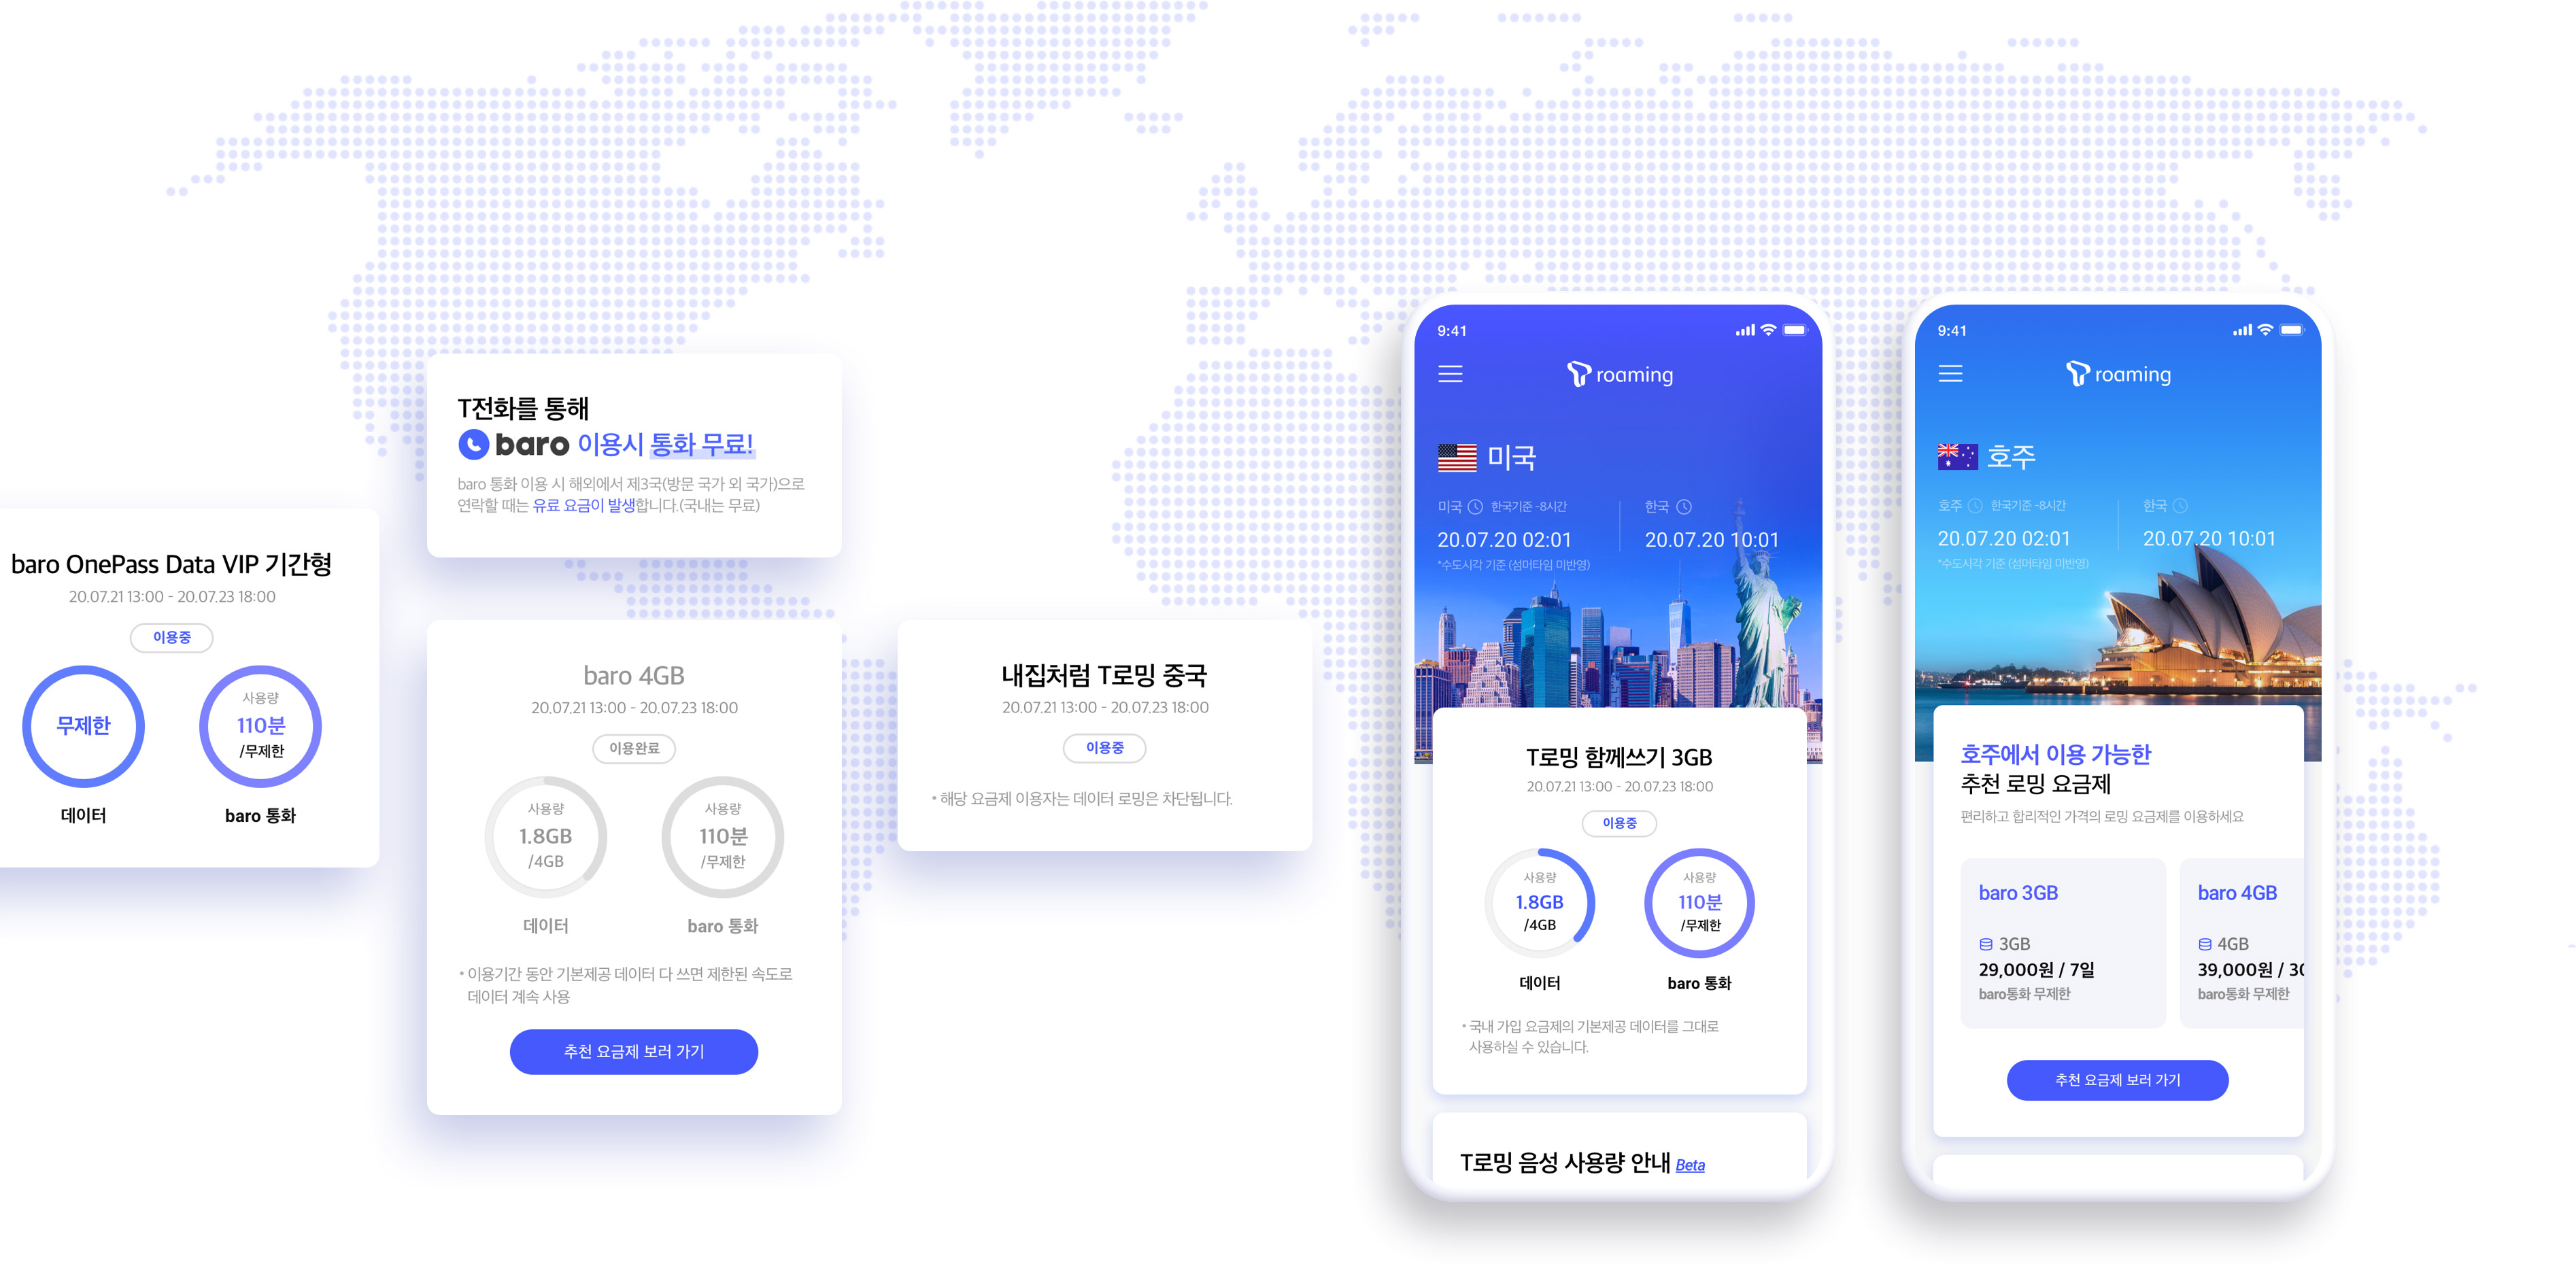 baro OnePass Data VIP 기간형
20.07.21 13:00 - 20.07.23 18:00
이용중
무제한
데이터
사용량
110분
/무제한
baro 통화
T전화를 통해
baro 이용시 통화 무료!
baro 통화 이용 시 해외에서 제3국(방문 국가 외 국가)으로
연락할 때는 유료 요금이 발생합니다.(국내는 무료)
baro 4GB
20.07.21 13:00 - 20.07.23 18:00
이용완료
사용량
1.8GB
/4GB
데이터
사용량
110분
/무제한
baro 통화
• 이용기간 동안 기본제공 데이터 다 쓰면 제한된 속도로
데이터 계속 사용
추천 요금제 보러 가기
내집처럼 T로밍 중국
20.07.21 13:00 - 20.07.23 18:00
이용중
• 해당 요금제 이용자는 데이터 로밍은 차단됩니다.
9:41
roaming
미국
미국 한국기준 -8시간
20.07.20 02:01
*수도시각 기준 (섬머타임 미반영)
한국
20.07.20 10:01
T로밍 함께쓰기 3GB
20.07.21 13:00 - 20.07.23 18:00
이용중
사용량
1.8GB
/4GB
데이터
사용량
110분
/무제한
baro 통화
• 국내 가입 요금제의 기본제공 데이터를 그대로
사용하실 수 있습니다.
T로밍 음성 사용량 안내 Beta
9:41
roaming
호주
호주 한국기준 -8시간
20.07.20 02:01
*수도시각 기준 (섬머타임 미반영)
한국
20.07.20 10:01
호주에서 이용 가능한
추천 로밍 요금제
편리하고 합리적인 가격의 로밍 요금제를 이용하세요
baro 3GB
3GB
29,000원 / 7일
baro통화 무제한
baro 4GB
4GB
39,000원 / 30
baro통화 무제한
추천 요금제 보러 가기